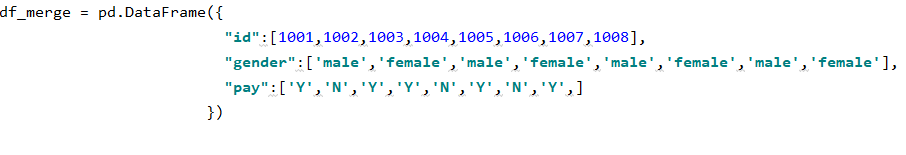 df_merge = pd.DataFrame({
"id":[1001,1002,1003,1004,1005,1006,1007,1008],
"gender":['male','female','male','female','male','female','male','female'],
"pay":['Y','N','Y','Y','N','Y','N','Y',]
})